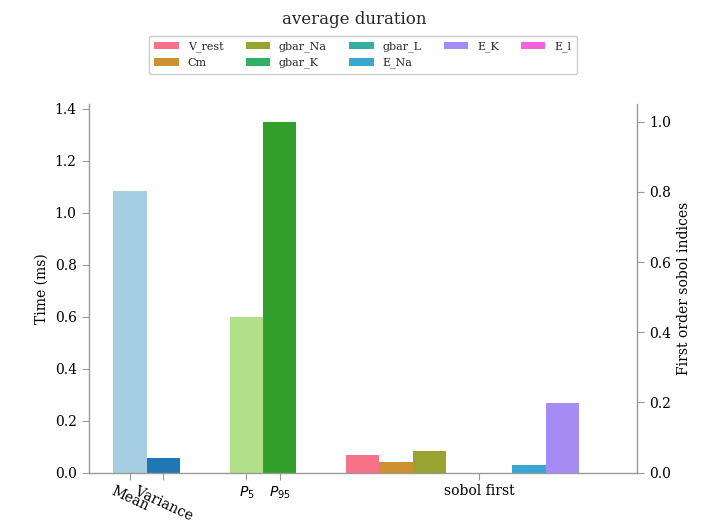 average duration
V_rest gbar_Na gbar_L E_K E_l
Cm gbar_K E_Na
1.4
1.2
1.0
0.8
0.6
0.4
0.2
0.0
Time (ms)
1.0
0.8
0.6
0.4
0.2
0.0
First order sobol indices
Mean
Variance
P5
P95
sobol first